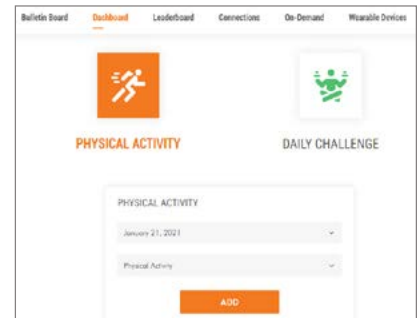 Bulletin Board Dashboard Leaderboard Connections On-Demand Wearable Devices
PHYSICAL ACTIVITY DAILY CHALLENGE
PHYSICAL ACTIVITY
January 21, 2021
Physical Activity
ADD